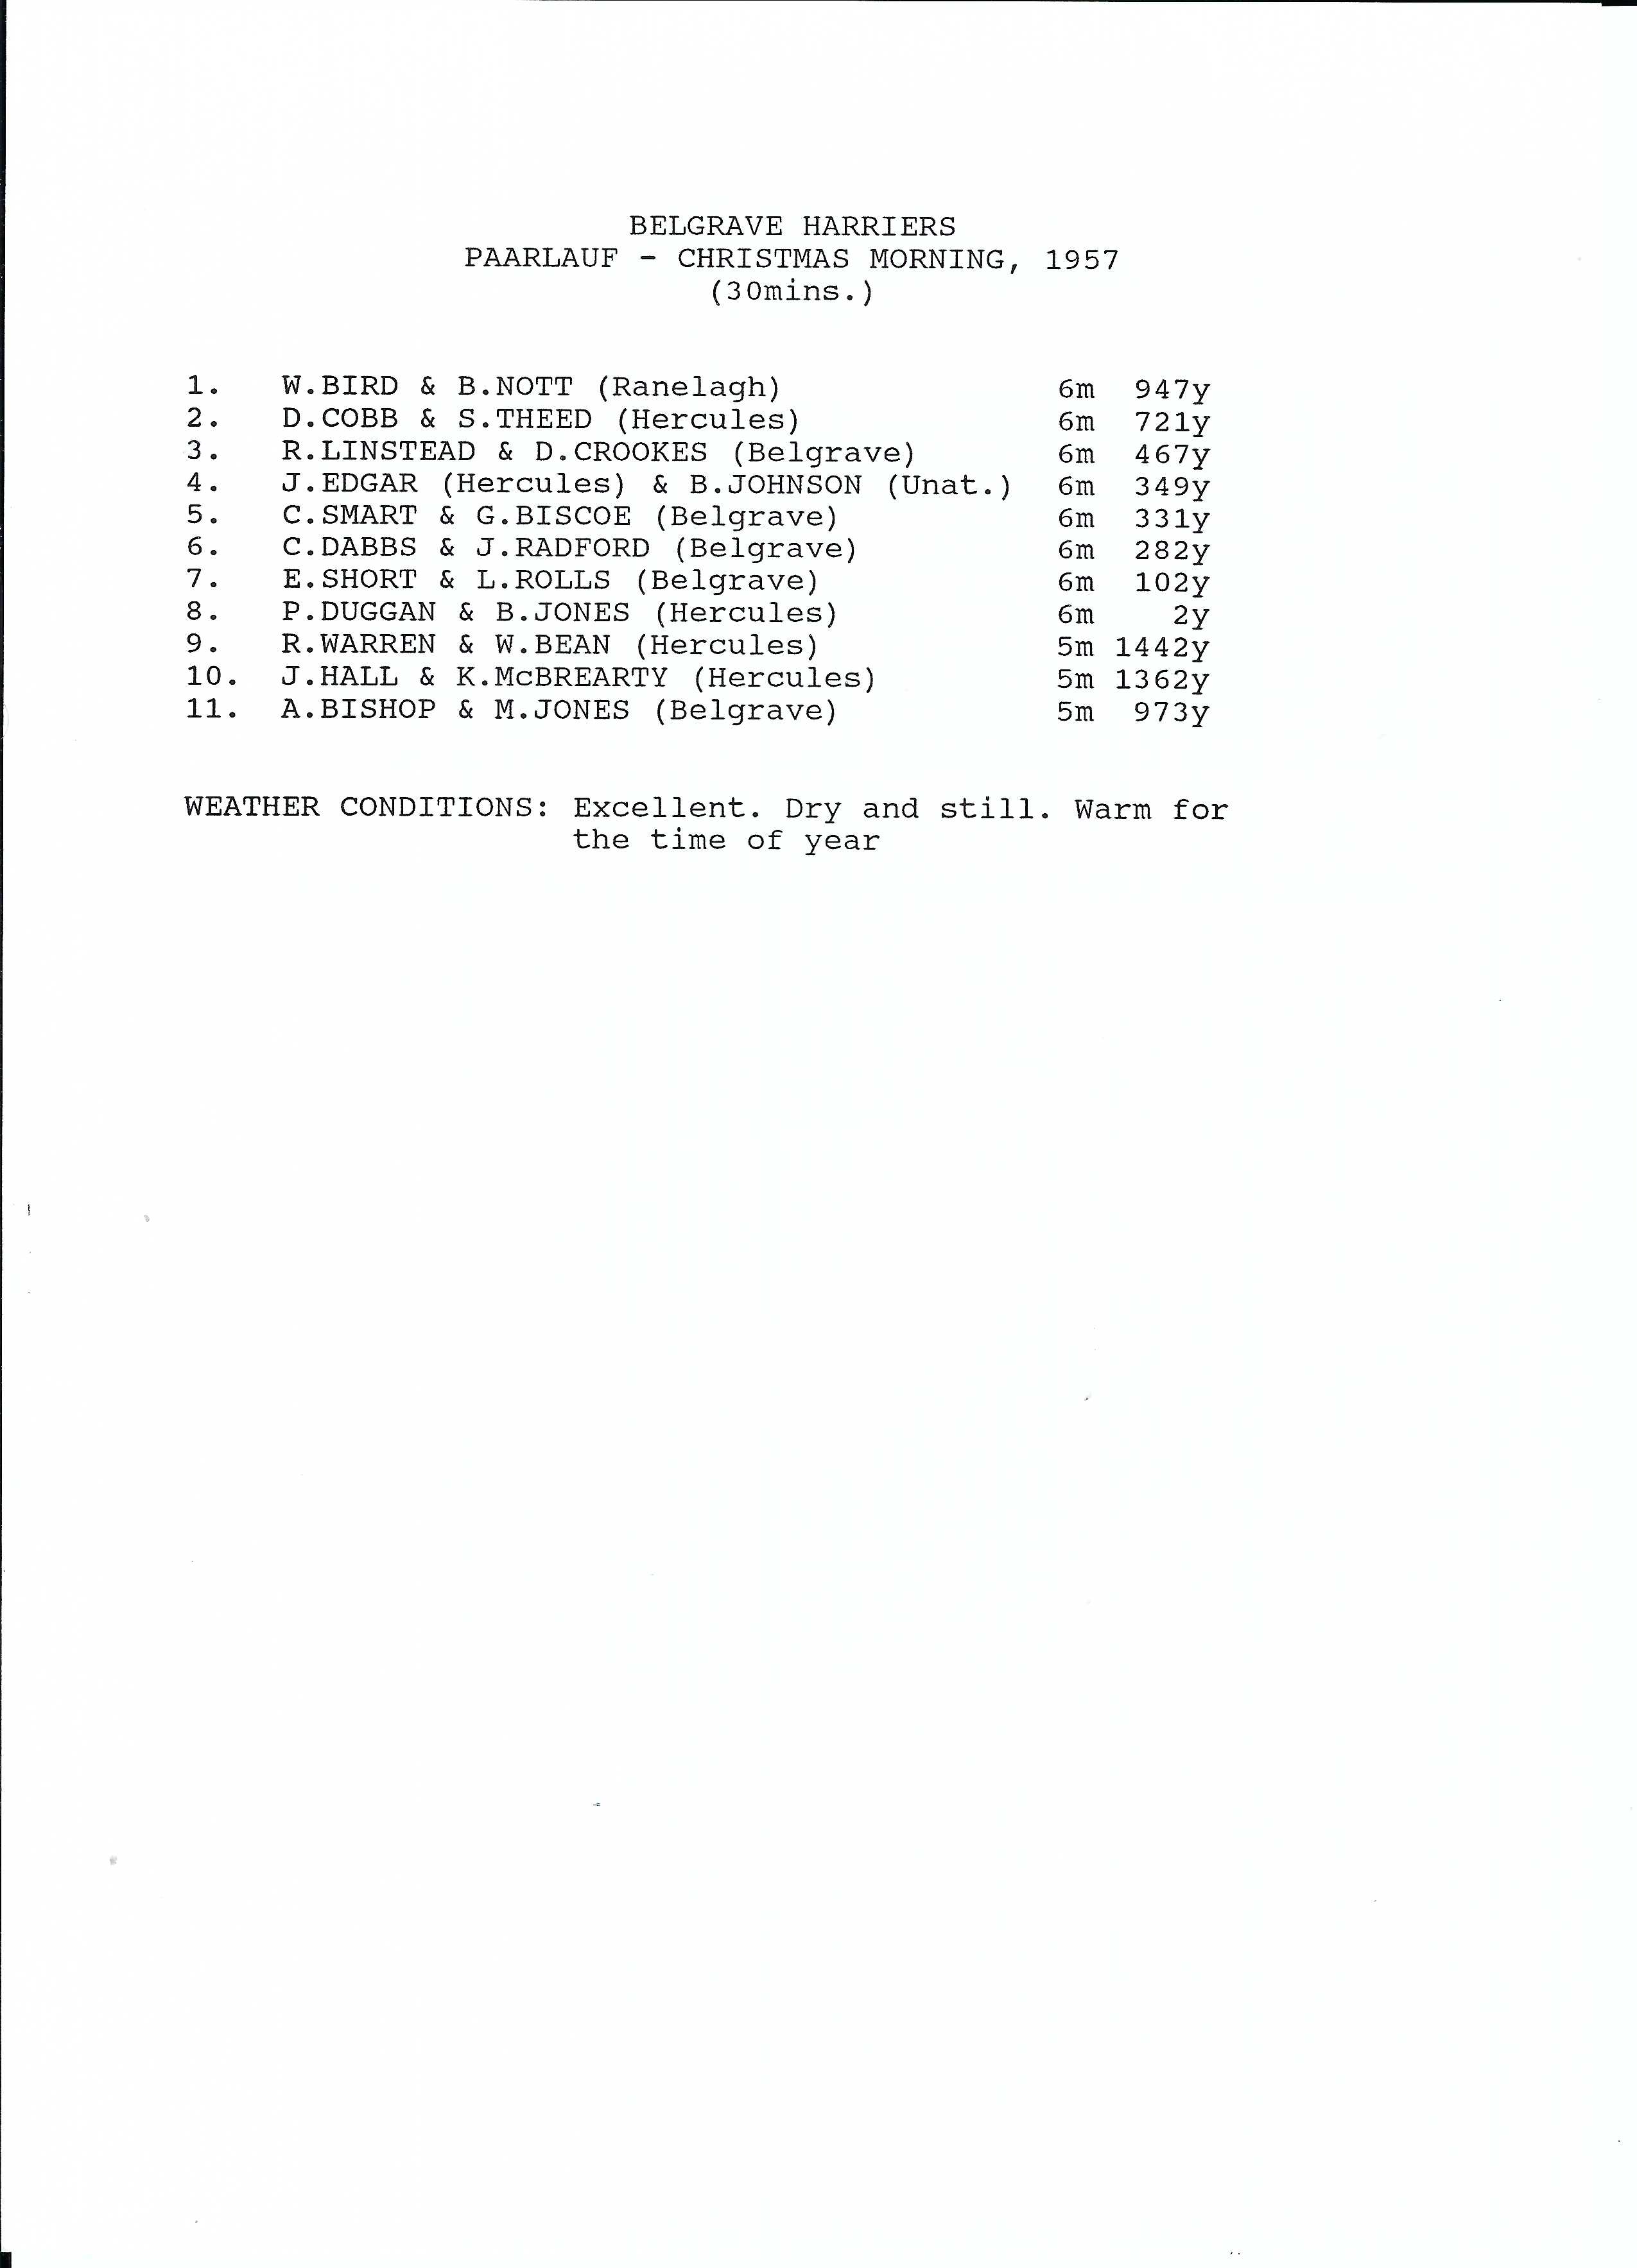 BELGRAVE HARRIERS
PAARLAUF - CHRISTMAS MORNING, 1957
(30mins.)
1. W.BIRD & B.NOTT (Ranelagh) 6m 947y
2. D.COBB & S.THEED (Hercules) 6m 721y
3. R.LINSTEAD & D.CROOKES (Belgrave) 6m 467y
4. J.EDGAR (Hercules) & B.JOHNSON (Unat.) 6m 349y
5. C.SMART & G.BISCOE (Belgrave) 6m 331y
6. C.DABBS & J.RADFORD (Belgrave) 6m 282y
7. E.SHORT & L.ROLLS (Belgrave) 6m 102y
8. P.DUGGAN & B.JONES (Hercules) 6m 2y
9. R.WARREN & W.BEAN (Hercules) 5m 1442y
10. J.HALL & K.McBREARTY (Hercules) 5m 1362y
11. A.BISHOP & M.JONES (Belgrave) 5m 973y
WEATHER CONDITIONS: Excellent. Dry and still. Warm for
the time of year